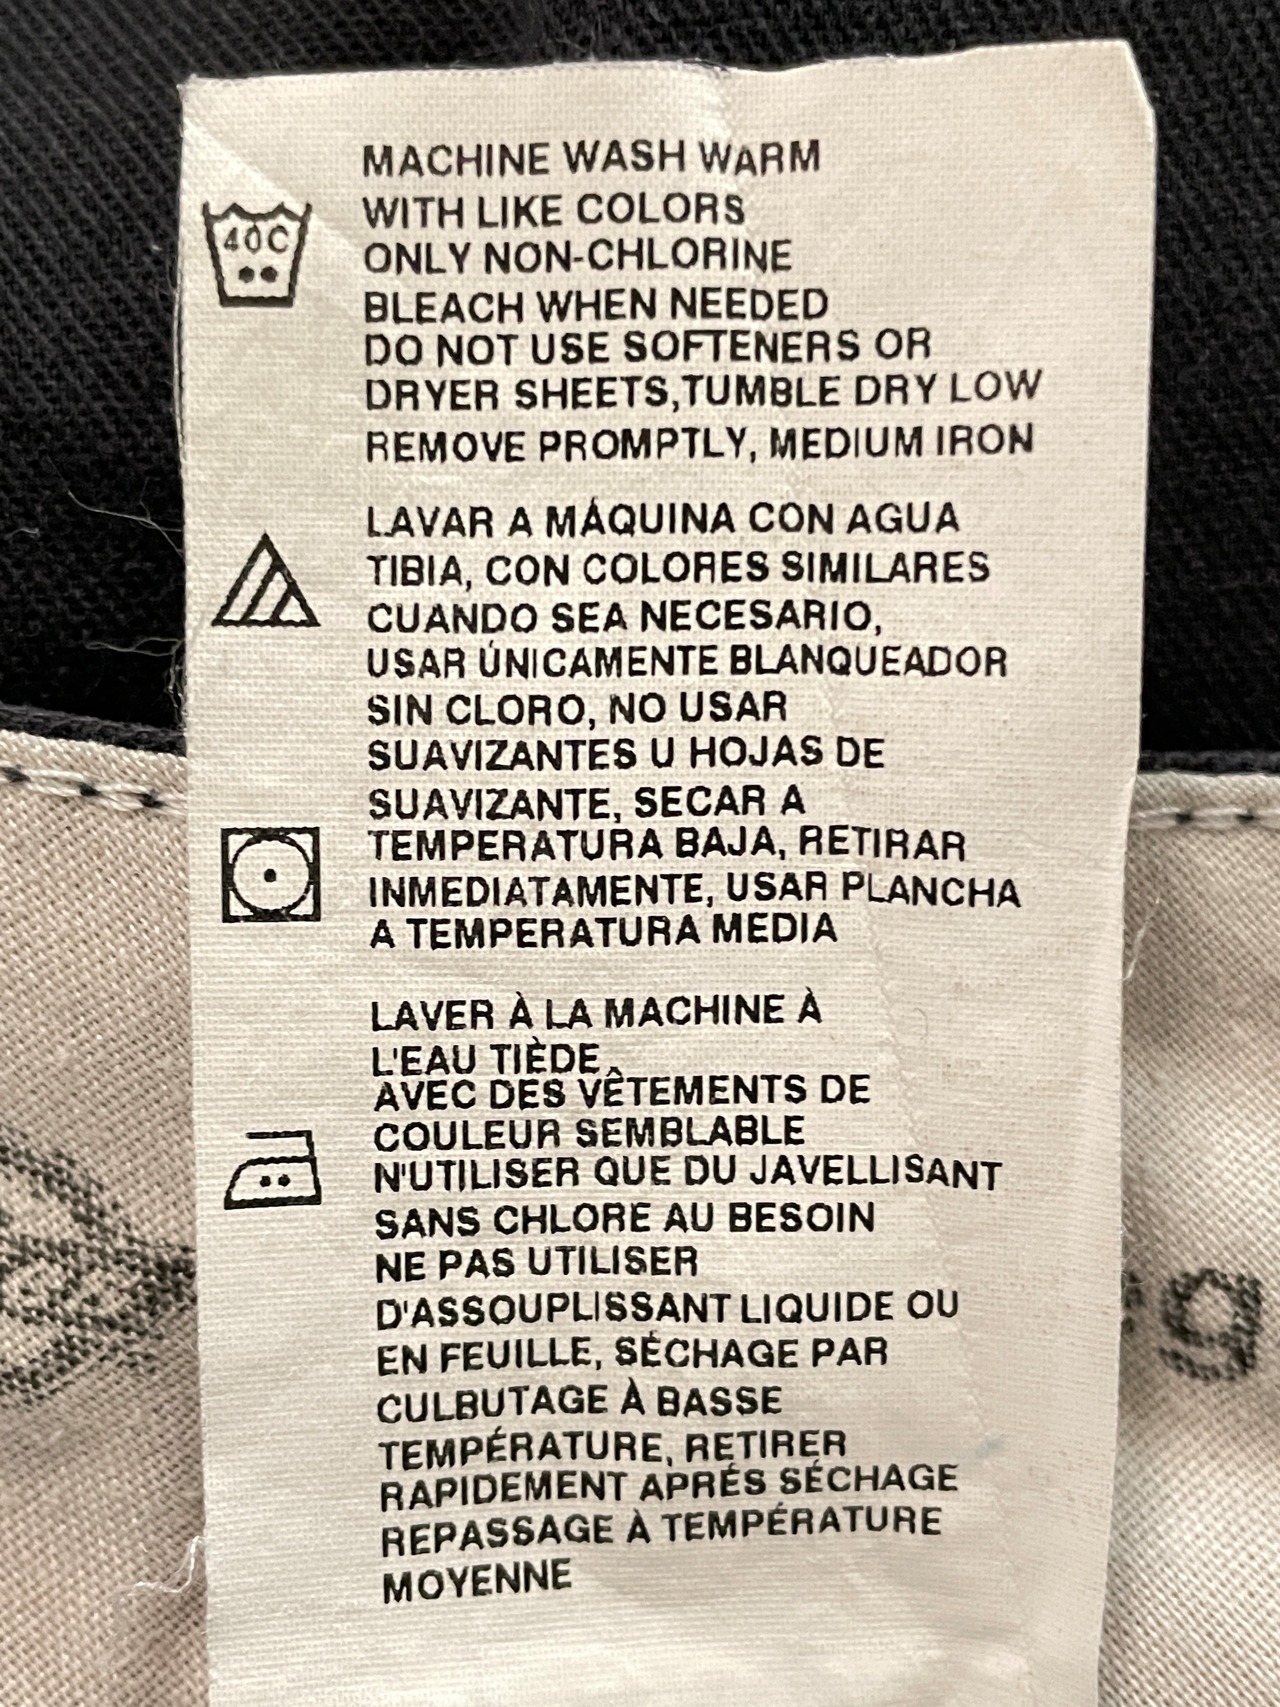 MACHINE WASH WARM
40C
WITH LIKE COLORS
ONLY NON-CHLORINE
BLEACH WHEN NEEDED
DO NOT USE SOFTENERS OR
DRYER SHEETS,TUMBLE DRY LOW
REMOVE PROMPTLY, MEDIUM IRON
LAVAR A MÁQUINA CON AGUA
TIBIA, CON COLORES SIMILARES
CUANDO SEA NECESARIO,
USAR ÚNICAMENTE BLANQUEADOR
SIN CLORO, NO USAR
SUAVIZANTES U HOJAS DE
SUAVIZANTE, SECAR A
TEMPERATURA BAJA, RETIRAR
INMEDIATAMENTE, USAR PLANCHA
A TEMPERATURA MEDIA
LAVER À LA MACHINE À
L'EAU TIÈDE,
AVEC DES VÊTEMENTS DE
COULEUR SEMBLABLE
N'UTILISER QUE DU JAVELLISANT
SANS CHLORE AU BESOIN
NE PAS UTILISER
D'ASSOUPLISSANT LIQUIDE OU
EN FEUILLE, SÉCHAGE PAR
CULBUTAGE À BASSE
TEMPÉRATURE, RETIRER
RAPIDEMENT APRÉS SÉCHAGE
REPASSAGE À TEMPÉRATURE
MOYENNE